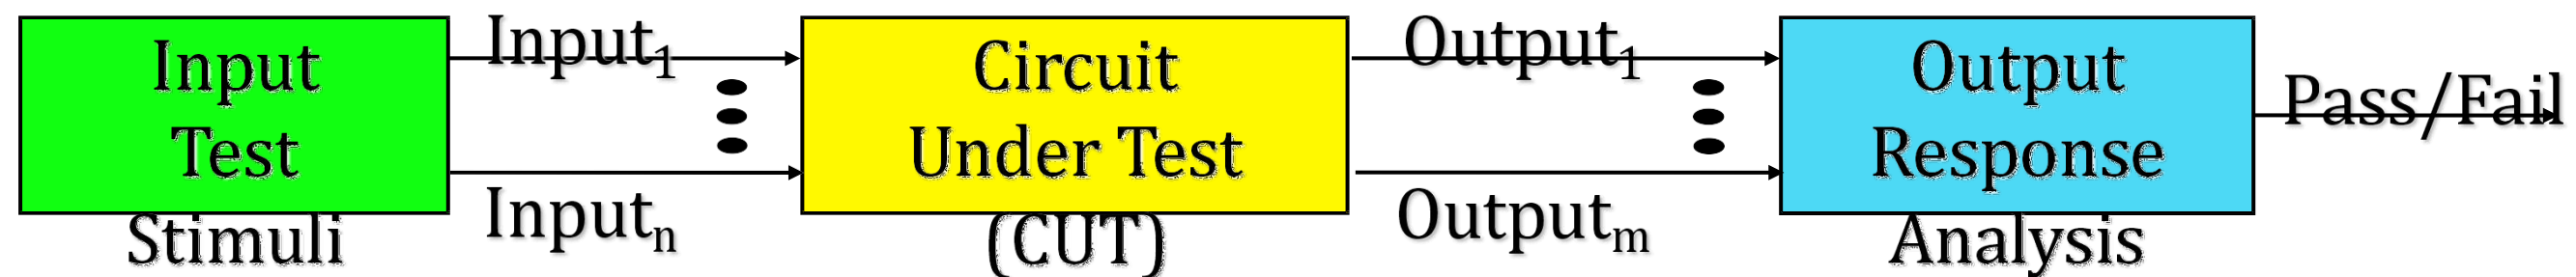 Input
Test
Stimuli
Input₁
Inputₙ
Circuit
Under Test
(CUT)
Output₁
Outputₘ
Output
Response
Analysis
Pass/Fail